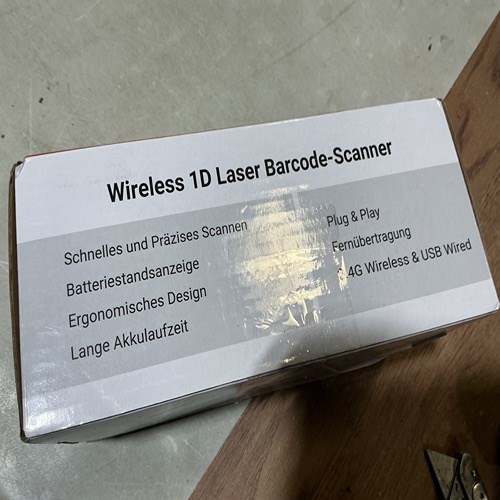 Wireless 1D Laser Barcode-Scanner
Schnelles und Präzises Scannen
Batteriestandsanzeige
Ergonomisches Design
Lange Akkulaufzeit
Plug & Play
Fernübertragung
4G Wireless & USB Wired